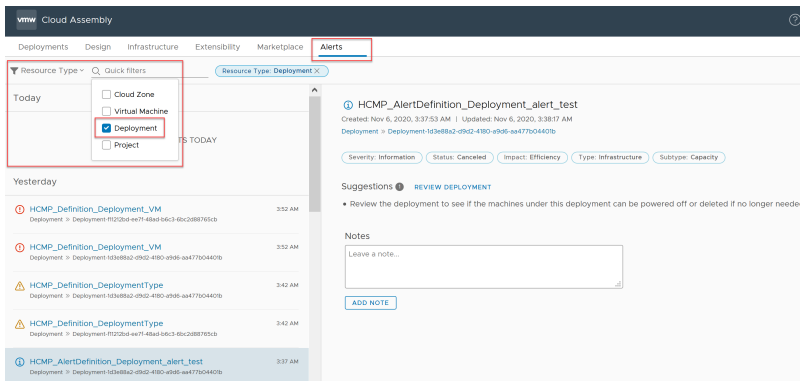 vmw Cloud Assembly
Deployments Design Infrastructure Extensibility Marketplace Alerts
Resource Type Quick filters Resource Type: Deployment ×
Today
Cloud Zone
Virtual Machine
Deployment
Project
TS TODAY
Yesterday
HCMP_Definition_Deployment_VM 3:52 AM
Deployment » Deployment-f11212bd-ee7f-48ad-b6c3-6bc2d88765cb
HCMP_Definition_Deployment_VM 3:52 AM
Deployment » Deployment-1d3e88a2-d9d2-4180-a9d6-aa477b04401b
HCMP_Definition_DeploymentType 3:42 AM
Deployment » Deployment-1d3e88a2-d9d2-4180-a9d6-aa477b04401b
HCMP_Definition_DeploymentType 3:42 AM
Deployment » Deployment-f11212bd-ee7f-48ad-b6c3-6bc2d88765cb
HCMP_AlertDefinition_Deployment_alert_test 3:37 AM
Deployment » Deployment-1d3e88a2-d9d2-4180-a9d6-aa477b04401b
HCMP_AlertDefinition_Deployment_alert_test
Created: Nov 6, 2020, 3:37:53 AM | Updated: Nov 6, 2020, 3:38:17 AM
Deployment » Deployment-1d3e88a2-d9d2-4180-a9d6-aa477b04401b
Severity: Information Status: Canceled Impact: Efficiency Type: Infrastructure Subtype: Capacity
Suggestions REVIEW DEPLOYMENT
• Review the deployment to see if the machines under this deployment can be powered off or deleted if no longer neede
Notes
Leave a note...
ADD NOTE